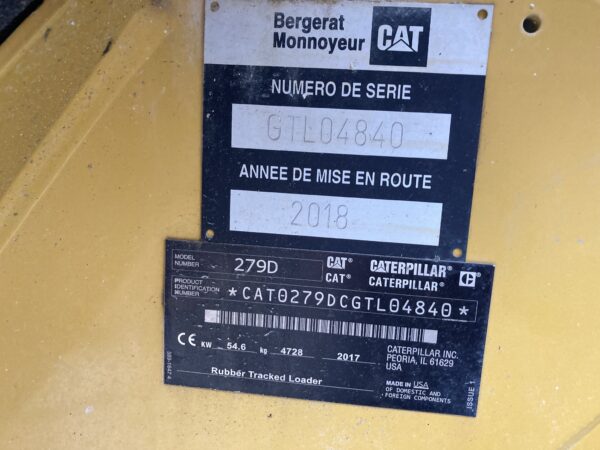 Bergerat
Monnoyeur CAT
NUMERO DE SERIE
GTL04840
ANNEE DE MISE EN ROUTE
2018
MODEL
NUMBER 279D CAT® CATERPILLAR®
CAT® CATERPILLAR®
PRODUCT
IDENTIFICATION
NUMBER *CAT0279DCGTL04840*
CE KW 54.6 kg 4728 2017
CATERPILLAR INC.
PEORIA, IL 61629
USA
Rubber Tracked Loader
MADE IN USA
OF DOMESTIC AND
FOREIGN COMPONENTS
ISSUE 1